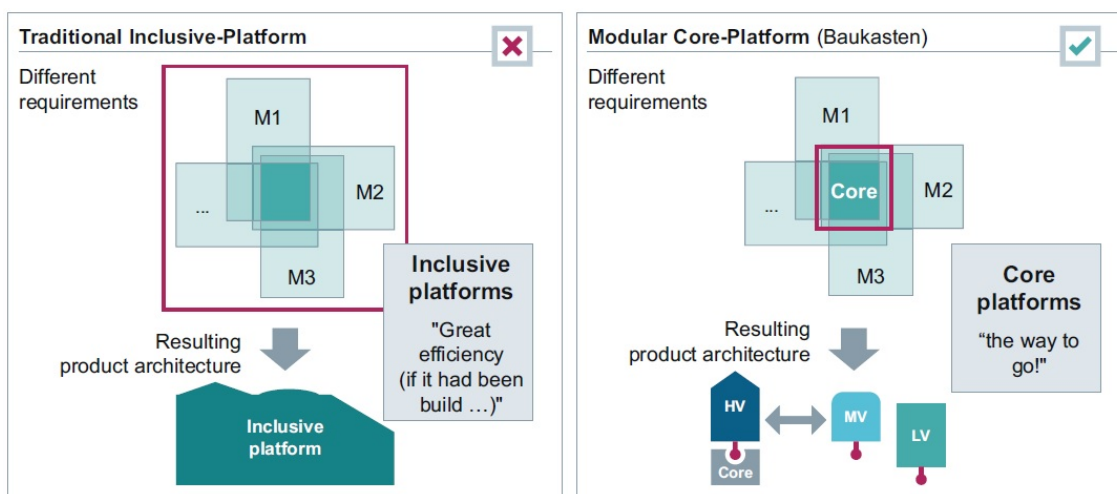 Traditional Inclusive-Platform
Different
requirements
M1
M2
...
M3
Inclusive
platforms
"Great
efficiency
(if it had been
build ...)"
Resulting
product architecture
Inclusive
platform
Modular Core-Platform (Baukasten)
Different
requirements
M1
Core
M2
...
M3
Core
platforms
“the way to
go!"
Resulting
product architecture
HV
MV
LV
Core